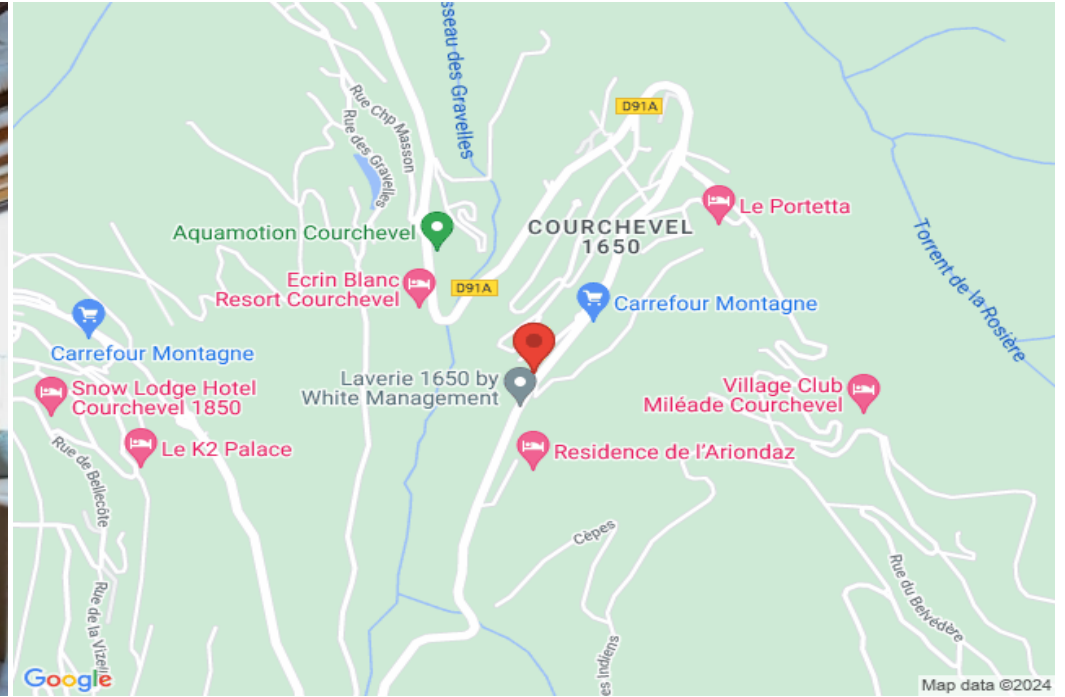 sseau des Gravelles
Rue Chp Masson
Rue des Gravelles
D91A
Le Portetta
COURCHEVEL
1650
Aquamotion Courchevel
Torrent de la Rosière
Ecrin Blanc
Resort Courchevel
D91A
Carrefour Montagne
Carrefour Montagne
Laverie 1650 by
White Management
Village Club
Miléade Courchevel
Snow Lodge Hotel
Courchevel 1850
Le K2 Palace
Residence de l'Ariondaz
Rue de Bellecôte
Cèpes
Rue du Belvédère
Rue de la Vizell
es Indiens
Google
Map data ©2024